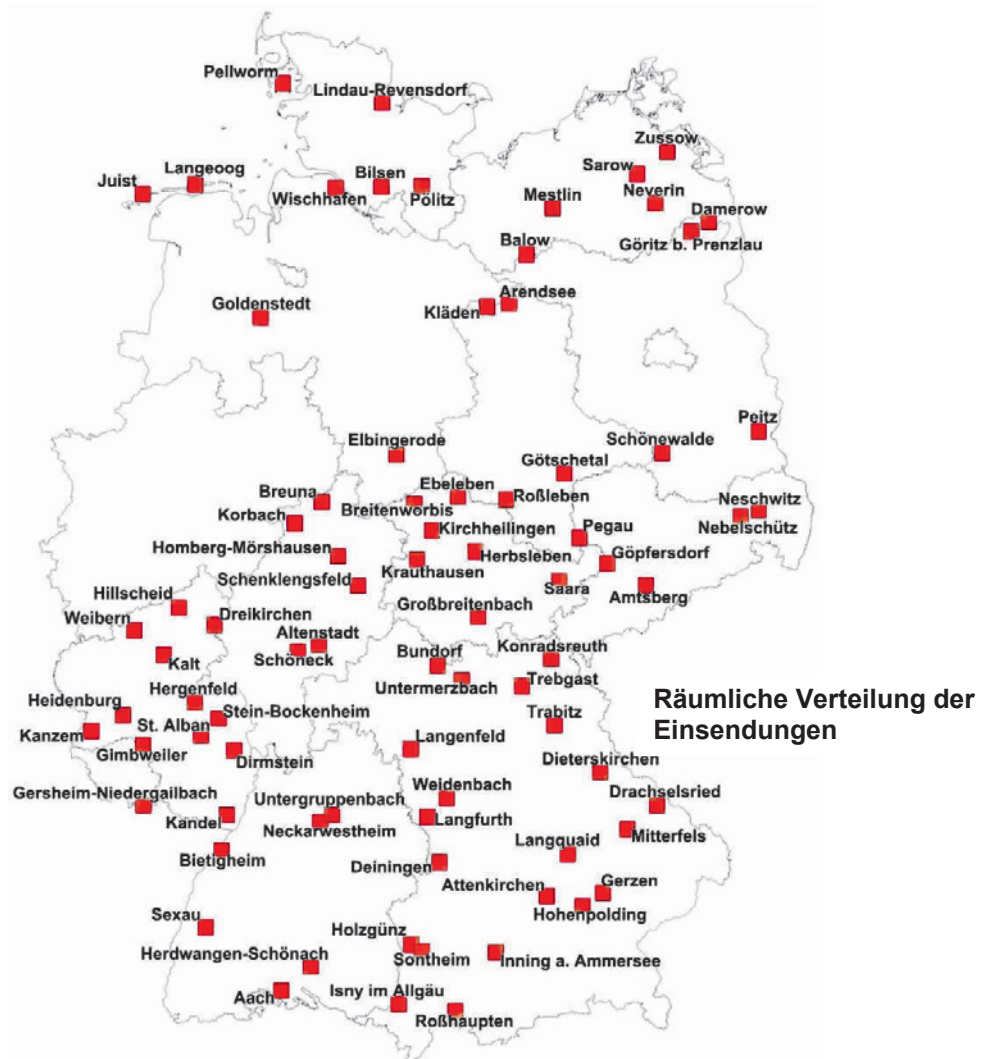 Pellworm
Lindau-Revensdorf
Zussow
Sarow
Langeoog
Juist
Bilsen
Wischhafen
Pölitz
Mestlin
Neverin
Damerow
Balow
Göritz b. Prenzlau
Arendsee
Kläden
Goldenstedt
Peitz
Elbingerode
Schönewalde
Götschetal
Ebeleben
Breuna
Roßleben
Neschwitz
Breitenworbis
Korbach
Kirchheilingen
Pegau
Nebelschütz
Homberg-Mörshausen
Herbsleben
Göpfersdorf
Krauthausen
Schenklengsfeld
Saara
Amtsberg
Hillscheid
Großbreitenbach
Weibern
Dreikirchen
Altenstadt
Konradsreuth
Schöneck
Bundorf
Kalt
Untermerzbach
Trebgast
Hergenfeld
Heidenburg
Stein-Bockenheim
Räumliche Verteilung der
Einsendungen
St. Alban
Trabitz
Kanzem
Langenfeld
Gimbweiler
Dirmstein
Dieterskirchen
Weidenbach
Gersheim-Niedergailbach
Untergruppenbach
Drachselsried
Kandel
Neckarwestheim
Langfurth
Mitterfels
Langquaid
Bietigheim
Deiningen
Attenkirchen
Gerzen
Sexau
Hohenpolding
Holzgünz
Herdwangen-Schönach
Sontheim
Inning a. Ammersee
Aach
Isny im Allgäu
Roßhaupten